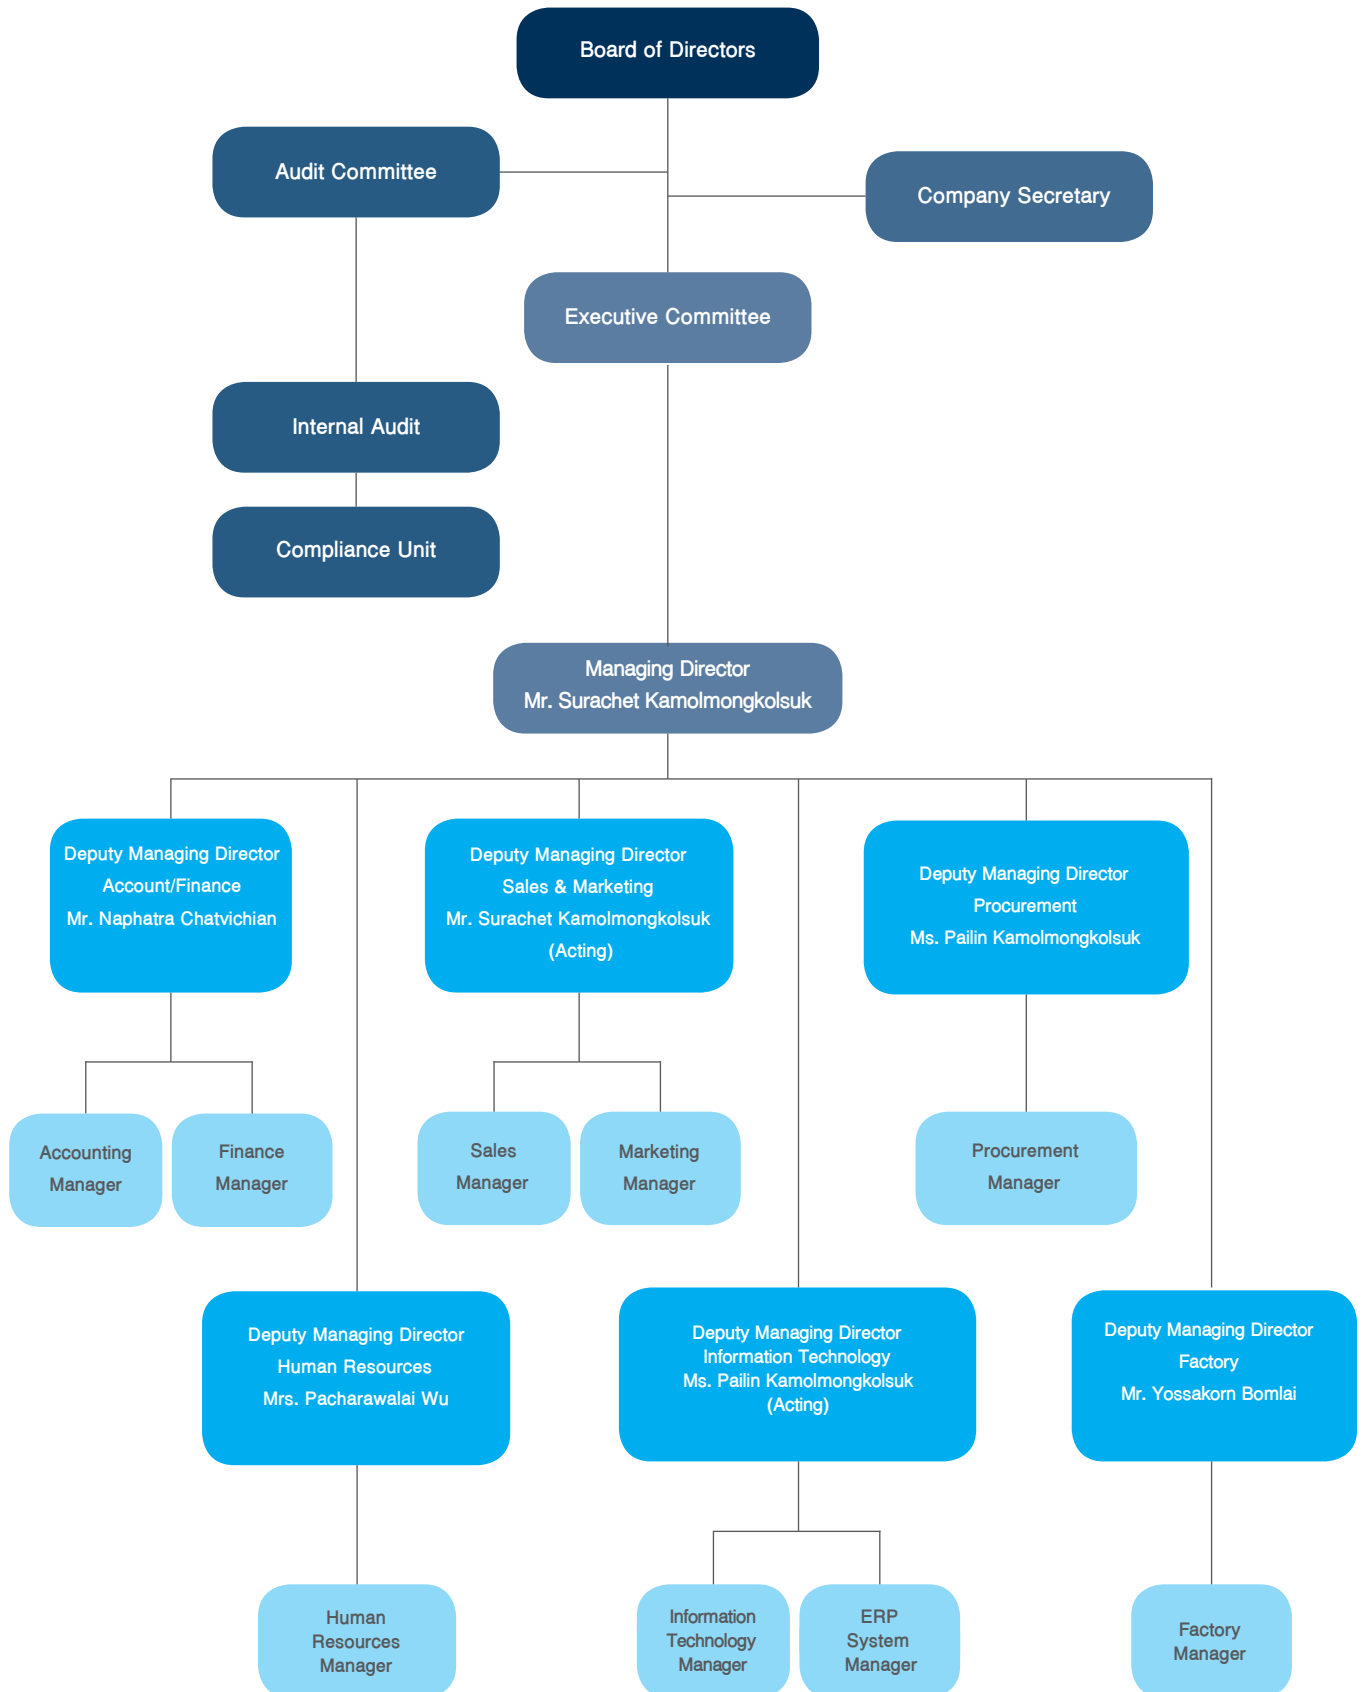 Board of Directors
Audit Committee
Company Secretary
Executive Committee
Internal Audit
Compliance Unit
Managing Director
Mr. Surachet Kamolmongkolsuk
Deputy Managing Director
Account/Finance
Mr. Naphatra Chatvichian
Deputy Managing Director
Sales & Marketing
Mr. Surachet Kamolmongkolsuk
(Acting)
Deputy Managing Director
Procurement
Ms. Pailin Kamolmongkolsuk
Accounting
Manager
Finance
Manager
Sales
Manager
Marketing
Manager
Procurement
Manager
Deputy Managing Director
Human Resources
Mrs. Pacharawalai Wu
Deputy Managing Director
Information Technology
Ms. Pailin Kamolmongkolsuk
(Acting)
Deputy Managing Director
Factory
Mr. Yossakorn Bomlai
Human
Resources
Manager
Information
Technology
Manager
ERP
System
Manager
Factory
Manager